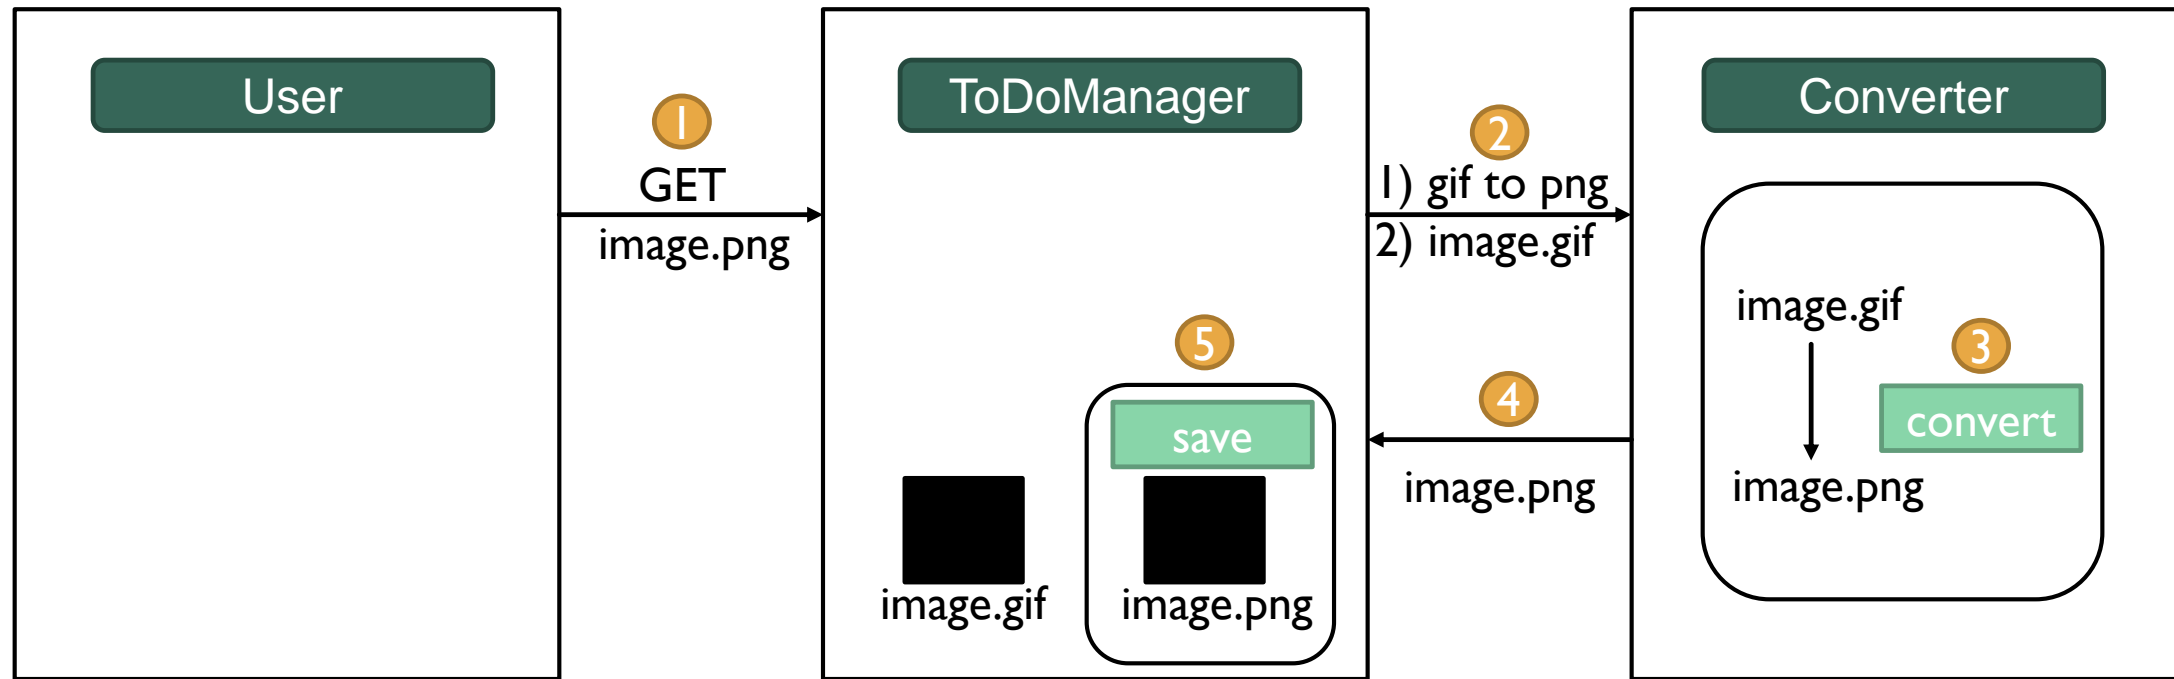 User
1
GET
image.png
ToDoManager
5
save
image.gif
image.png
2
1) gif to png
2) image.gif
4
image.png
Converter
image.gif
3
convert
image.png